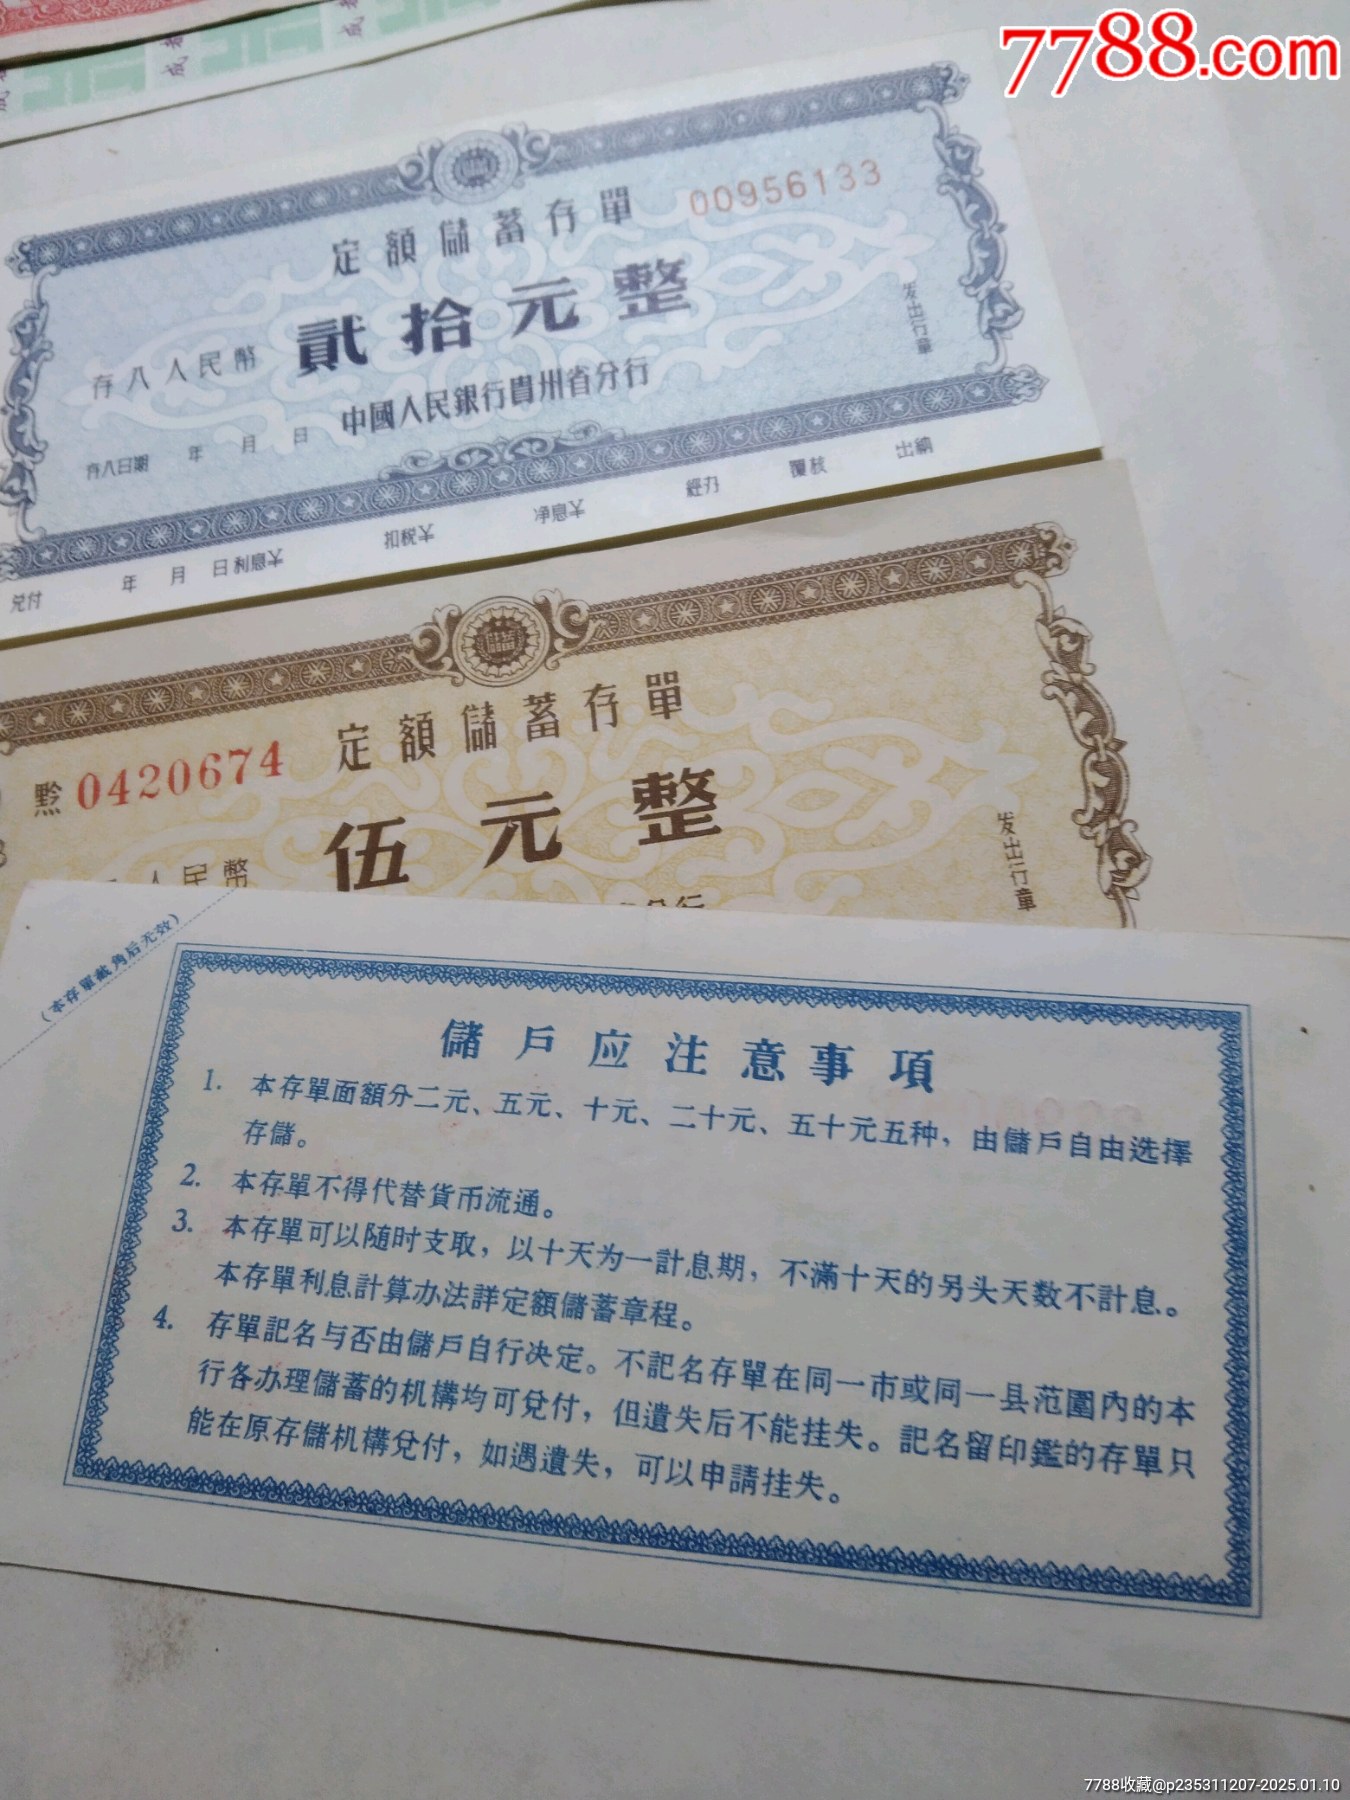 7788.com
定額儲蓄存單
00956133
貳拾元整
存入人民幣
中國人民銀行貴州省分行
发出行章
存入日期 年 月 日
兑付 年 月 日 利息¥ 扣税¥ 净息¥ 經办 覆核 出納
定額儲蓄存單
黔 0420674
伍元整
人民幣
分行
发出行章
(本存單截角后无效)
儲戶应注意事項
1. 本存單面額分二元、五元、十元、二十元、五十元五种，由儲戶自由选擇
存儲。
2. 本存單不得代替貨币流通。
3. 本存單可以随时支取，以十天为一計息期，不滿十天的另头天数不計息。
本存單利息計算办法詳定額儲蓄章程。
4. 存單記名与否由儲戶自行决定。不記名存單在同一市或同一县范圍內的本
行各办理儲蓄的机構均可兌付，但遺失后不能挂失。記名留印鑑的存單只
能在原存儲机構兌付，如遇遺失，可以申請挂失。
7788收藏@p235311207-2025.01.10